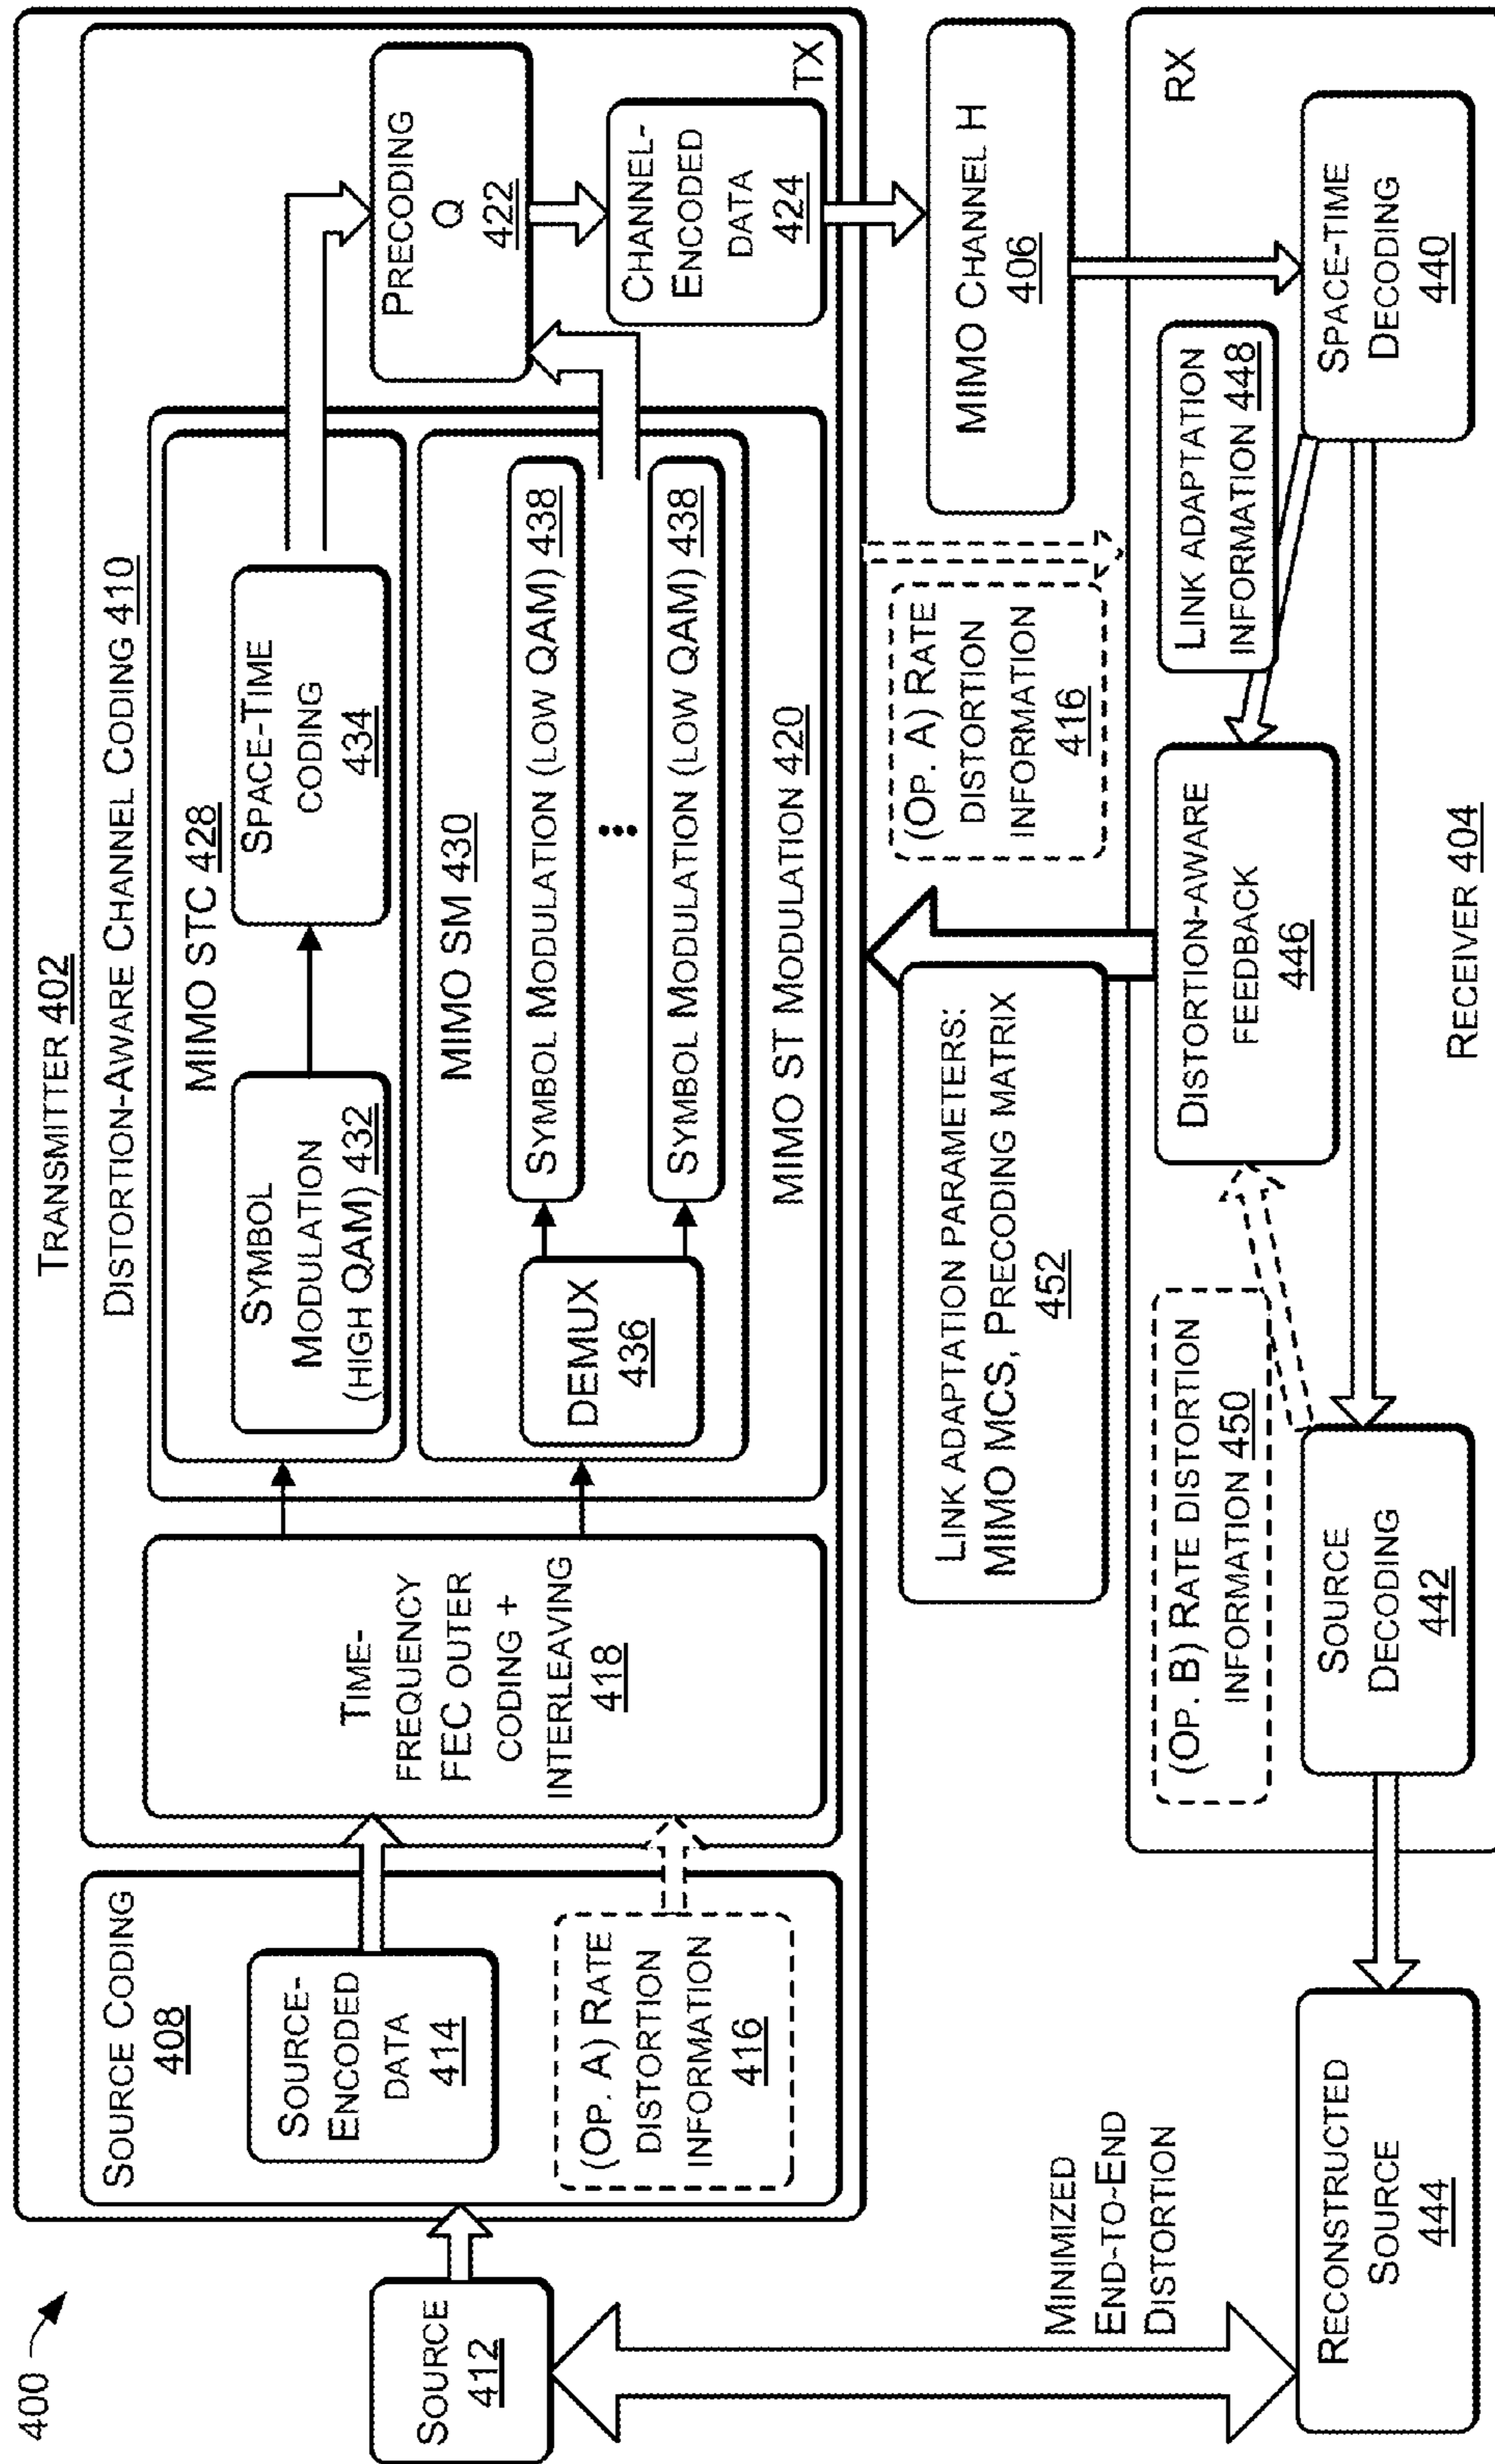 400
TRANSMITTER 402
SOURCE CODING
408
SOURCE-
ENCODED
DATA
414
(OP. A) RATE
DISTORTION
INFORMATION
416
SOURCE
412
DISTORTION-AWARE CHANNEL CODING 410
TIME-
FREQUENCY
FEC OUTER
CODING +
INTERLEAVING
418
MIMO STC 428
SYMBOL
MODULATION
(HIGH QAM) 432
SPACE-TIME
CODING
434
MIMO SM 430
DEMUX
436
SYMBOL MODULATION (LOW QAM) 438
...
SYMBOL MODULATION (LOW QAM) 438
MIMO ST MODULATION 420
PRECODING
Q
422
CHANNEL-
ENCODED
DATA
424
TX
MINIMIZED
END-TO-END
DISTORTION
LINK ADAPTATION PARAMETERS:
MIMO MCS, PRECODING MATRIX
452
(OP. A) RATE
DISTORTION
INFORMATION
416
MIMO CHANNEL H
406
RX
(OP. B) RATE DISTORTION
INFORMATION 450
DISTORTION-AWARE
FEEDBACK
446
LINK ADAPTATION
INFORMATION 448
RECONSTRUCTED
SOURCE
444
SOURCE
DECODING
442
SPACE-TIME
DECODING
440
RECEIVER 404